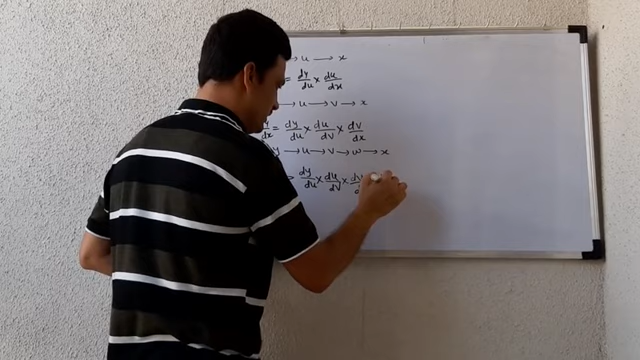 → u → x
= dy/du × du/dx
→ u → v → x
dy/dx = dy/du × du/dv × dv/dx
y → u → v → w → x
dy/du × du/dv × dv